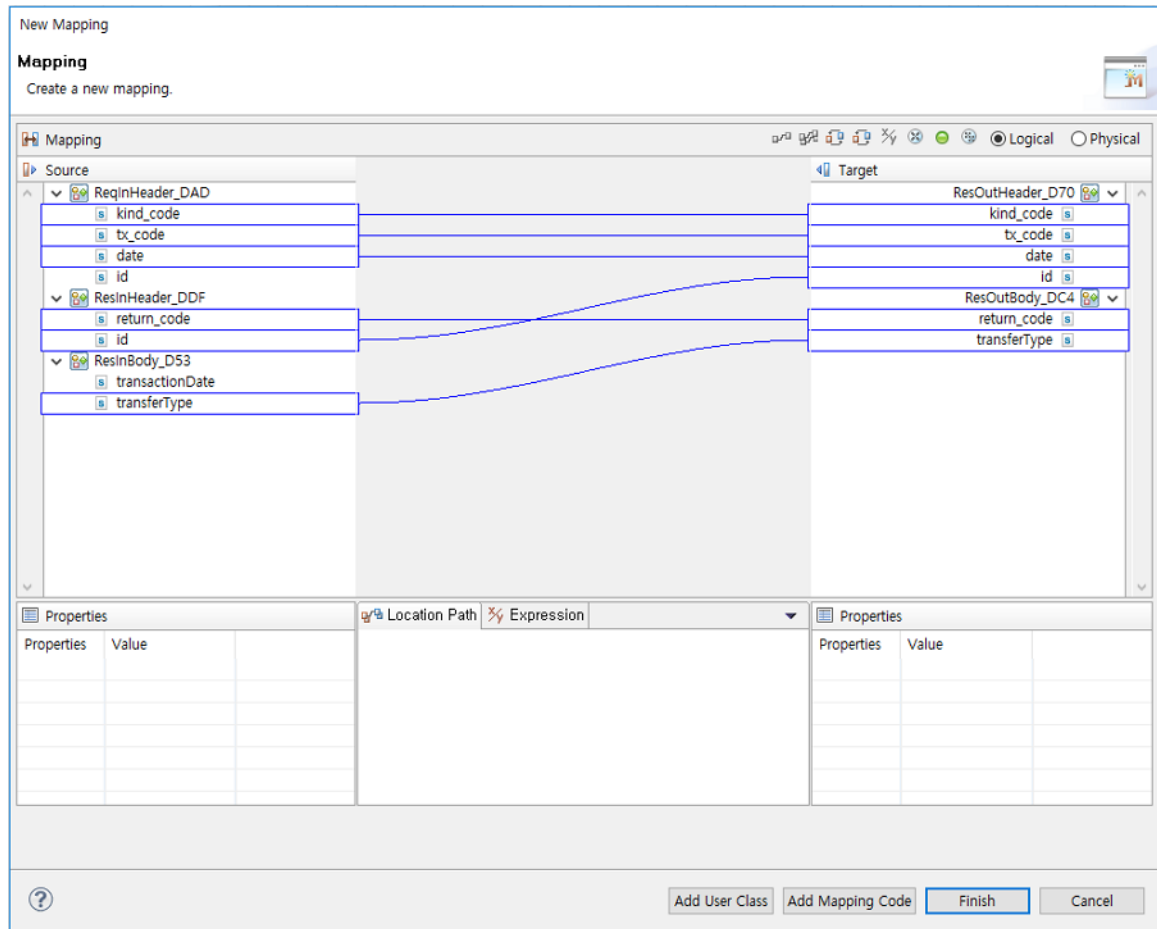 New Mapping
Mapping
Create a new mapping.
Mapping
Logical
Physical
Source
ReqInHeader_DAD
kind_code
tx_code
date
id
ResInHeader_DDF
return_code
id
ResInBody_D53
transactionDate
transferType
Target
ResOutHeader_D70
kind_code
tx_code
date
id
ResOutBody_DC4
return_code
transferType
Properties
Properties Value
Location Path
Expression
Properties
Properties Value
Add User Class
Add Mapping Code
Finish
Cancel